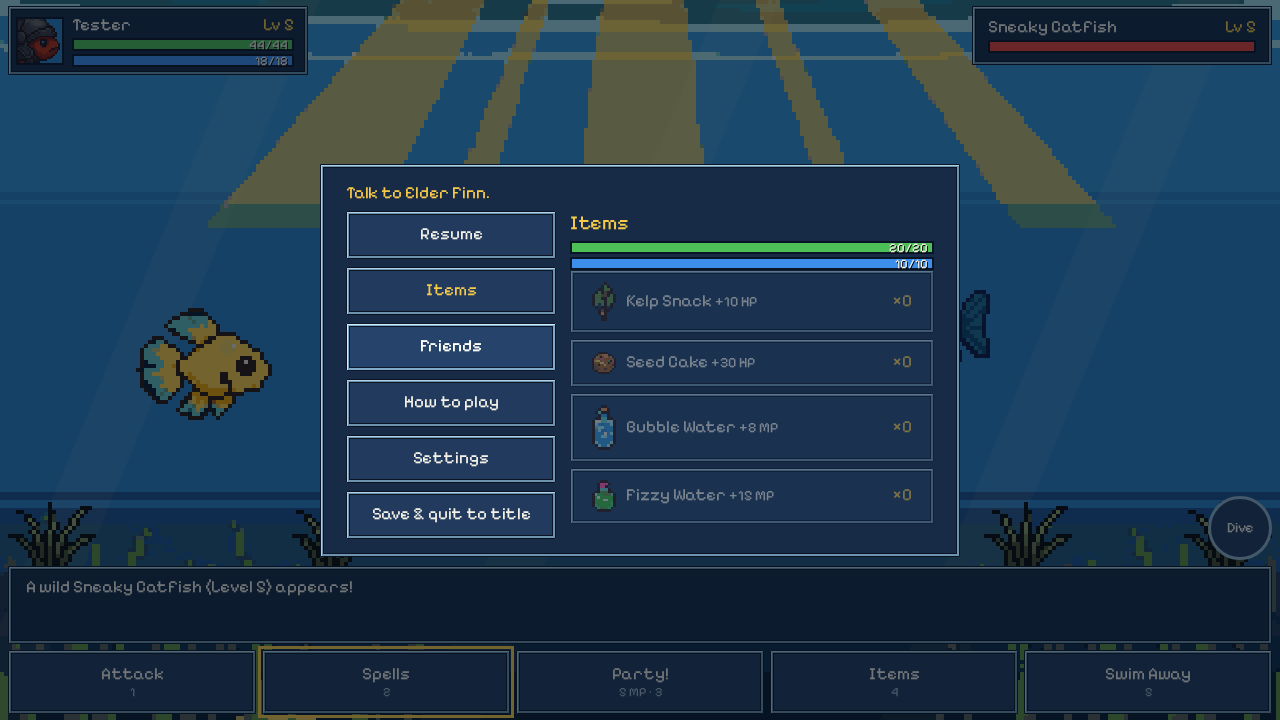 Tester
Lv 5
44/44
18/18
Sneaky Catfish
Lv 5
Talk to Elder Finn.
Resume
Items
Friends
How to play
Settings
Save & quit to title
Items
20/20
10/10
Kelp Snack +10 HP ×0
Seed Cake +30 HP ×0
Bubble Water +8 MP ×0
Fizzy Water +15 MP ×0
Dive
A wild Sneaky Catfish (Level 5) appears!
Attack
1
Spells
2
Party!
5 MP · 3
Items
4
Swim Away
5